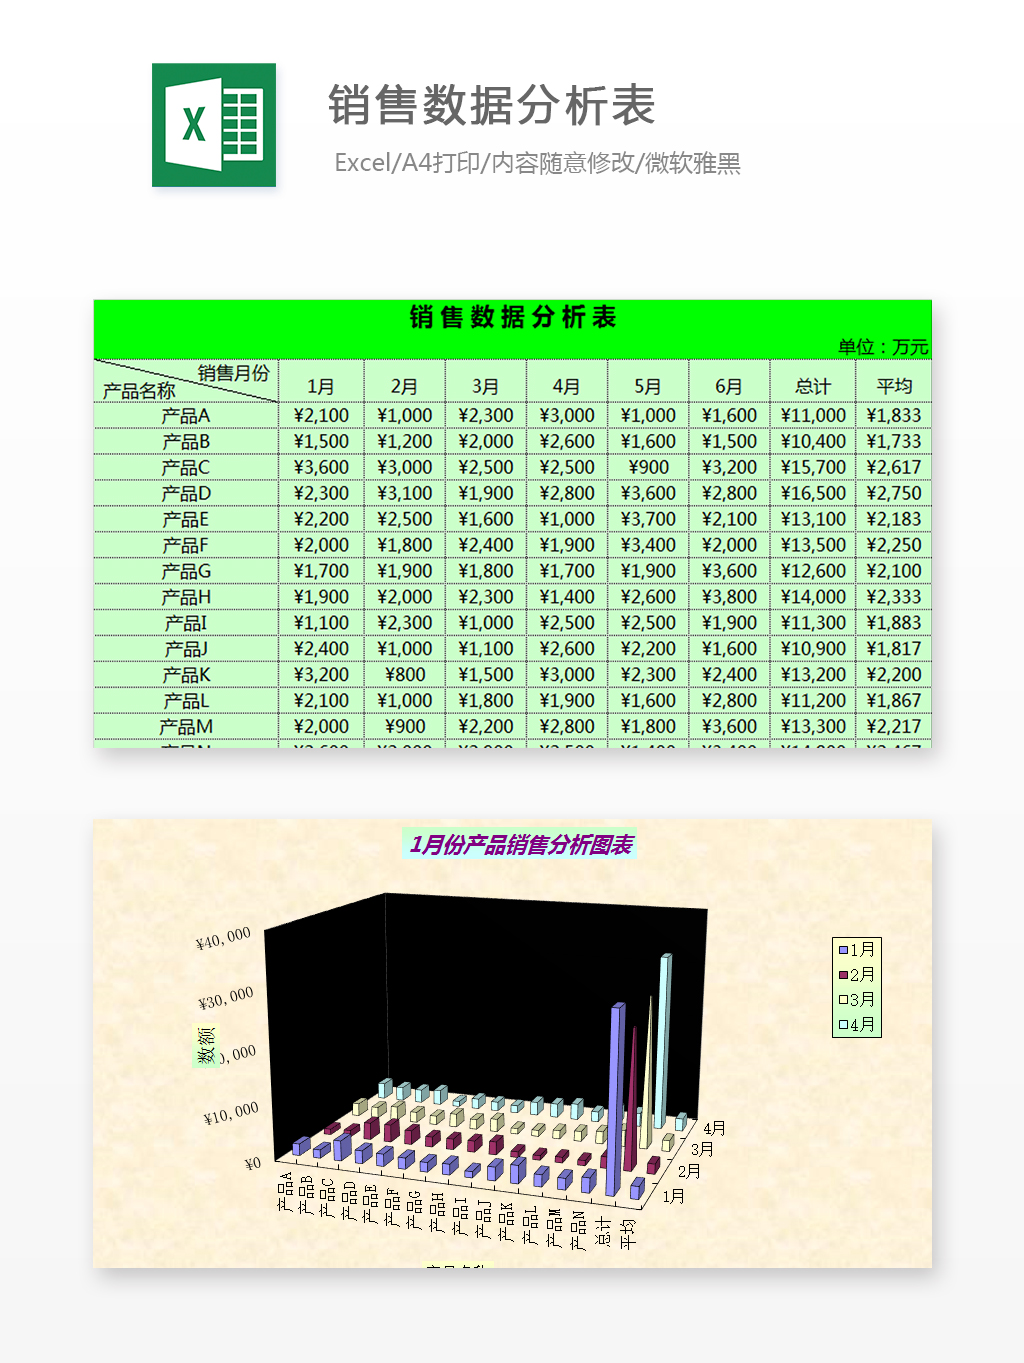 销售数据分析表
Excel/A4打印/内容随意修改/微软雅黑
销售数据分析表
单位：万元
销售月份
产品名称 1月 2月 3月 4月 5月 6月 总计 平均
产品A ¥2,100 ¥1,000 ¥2,300 ¥3,000 ¥1,000 ¥1,600 ¥11,000 ¥1,833
产品B ¥1,500 ¥1,200 ¥2,000 ¥2,600 ¥1,600 ¥1,500 ¥10,400 ¥1,733
产品C ¥3,600 ¥3,000 ¥2,500 ¥2,500 ¥900 ¥3,200 ¥15,700 ¥2,617
产品D ¥2,300 ¥3,100 ¥1,900 ¥2,800 ¥3,600 ¥2,800 ¥16,500 ¥2,750
产品E ¥2,200 ¥2,500 ¥1,600 ¥1,000 ¥3,700 ¥2,100 ¥13,100 ¥2,183
产品F ¥2,000 ¥1,800 ¥2,400 ¥1,900 ¥3,400 ¥2,000 ¥13,500 ¥2,250
产品G ¥1,700 ¥1,900 ¥1,800 ¥1,700 ¥1,900 ¥3,600 ¥12,600 ¥2,100
产品H ¥1,900 ¥2,000 ¥2,300 ¥1,400 ¥2,600 ¥3,800 ¥14,000 ¥2,333
产品I ¥1,100 ¥2,300 ¥1,000 ¥2,500 ¥2,500 ¥1,900 ¥11,300 ¥1,883
产品J ¥2,400 ¥1,000 ¥1,100 ¥2,600 ¥2,200 ¥1,600 ¥10,900 ¥1,817
产品K ¥3,200 ¥800 ¥1,500 ¥3,000 ¥2,300 ¥2,400 ¥13,200 ¥2,200
产品L ¥2,100 ¥1,000 ¥1,800 ¥1,900 ¥1,600 ¥2,800 ¥11,200 ¥1,867
产品M ¥2,000 ¥900 ¥2,200 ¥2,800 ¥1,800 ¥3,600 ¥13,300 ¥2,217
1月份产品销售分析图表
¥40,000
¥30,000
0,000
¥10,000
¥0
数额
1月
2月
3月
4月
4月
3月
2月
1月
产品A
产品B
产品C
产品D
产品E
产品F
产品G
产品H
产品I
产品J
产品K
产品L
产品M
产品N
总计
平均